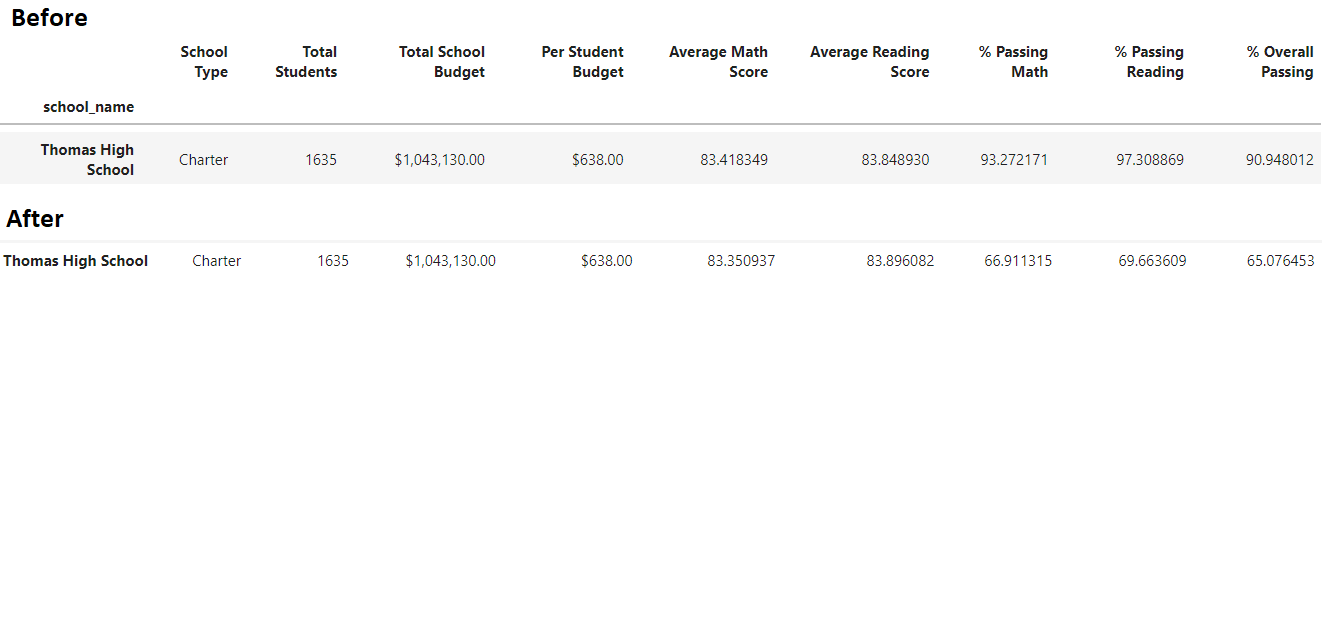 Before
School Total Total School Per Student Average Math Average Reading % Passing % Passing % Overall
Type Students Budget Budget Score Score Math Reading Passing
school_name
Thomas High
School Charter 1635 $1,043,130.00 $638.00 83.418349 83.848930 93.272171 97.308869 90.948012
After
Thomas High School Charter 1635 $1,043,130.00 $638.00 83.350937 83.896082 66.911315 69.663609 65.076453